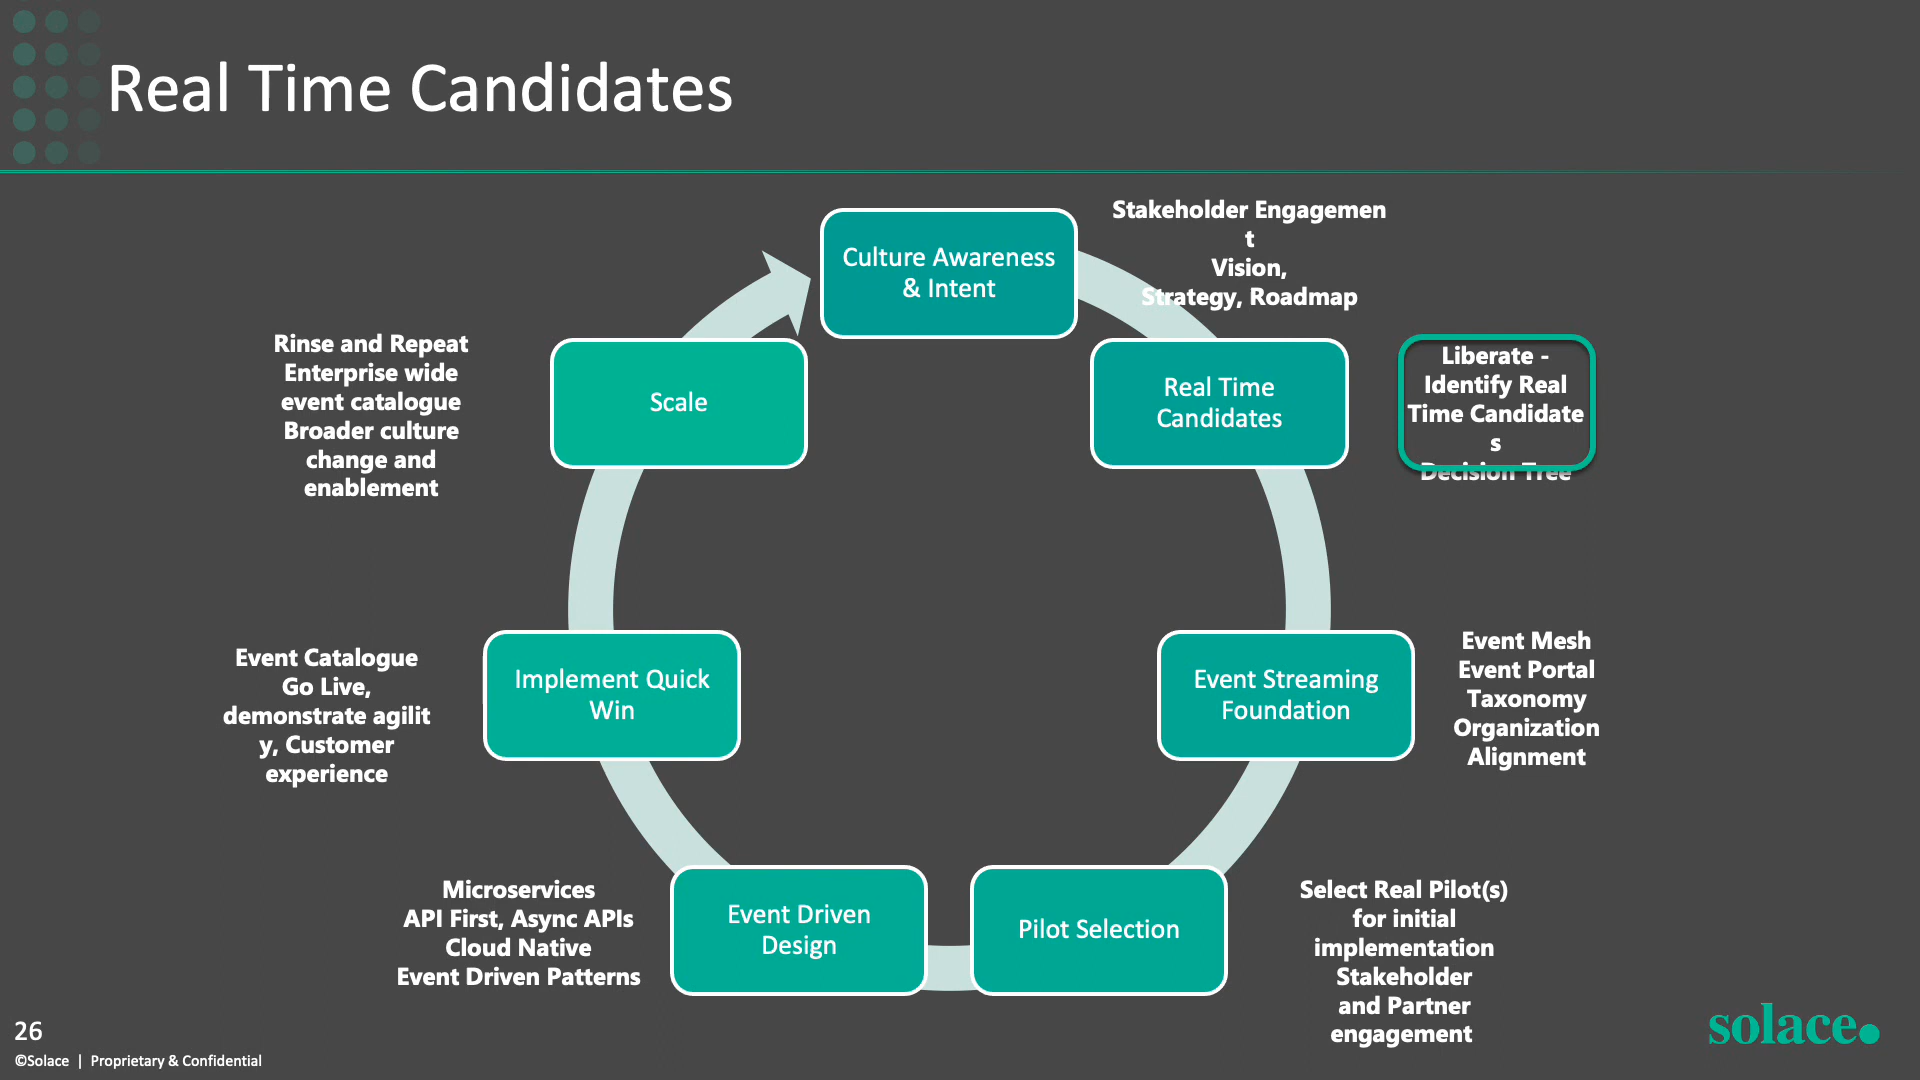 Real Time Candidates
Culture Awareness
& Intent
Stakeholder Engagemen
t
Vision,
Strategy, Roadmap
Real Time
Candidates
Liberate -
Identify Real
Time Candidate
s
Decision Tree
Event Streaming
Foundation
Event Mesh
Event Portal
Taxonomy
Organization
Alignment
Pilot Selection
Select Real Pilot(s)
for initial
implementation
Stakeholder
and Partner
engagement
Event Driven
Design
Microservices
API First, Async APIs
Cloud Native
Event Driven Patterns
Implement Quick
Win
Event Catalogue
Go Live,
demonstrate agilit
y, Customer
experience
Scale
Rinse and Repeat
Enterprise wide
event catalogue
Broader culture
change and
enablement
26
©Solace | Proprietary & Confidential
solace.